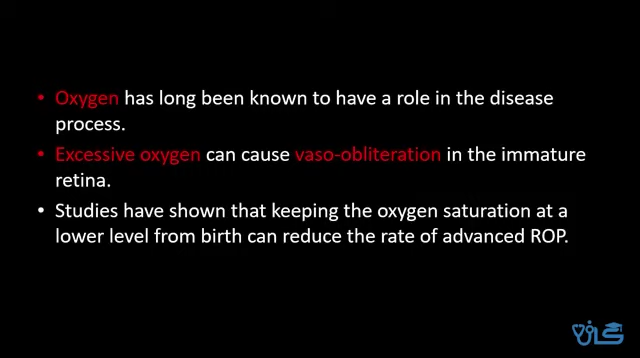 • Oxygen has long been known to have a role in the disease
process.
• Excessive oxygen can cause vaso-obliteration in the immature
retina.
• Studies have shown that keeping the oxygen saturation at a
lower level from birth can reduce the rate of advanced ROP.